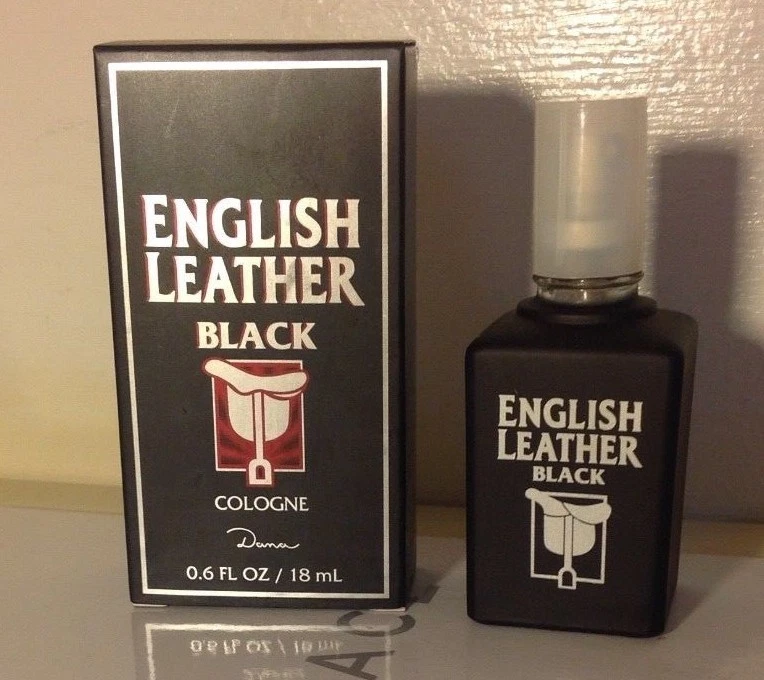 ENGLISH
LEATHER
BLACK
COLOGNE
Dana
0.6 FL OZ / 18 mL
ENGLISH
LEATHER
BLACK